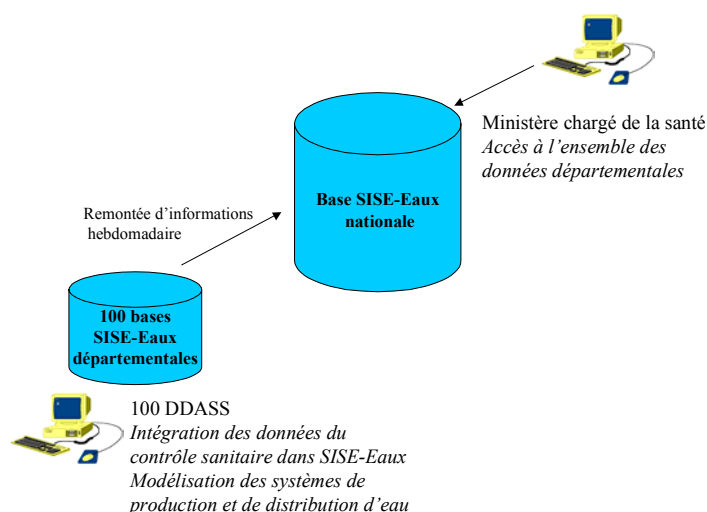 Ministère chargé de la santé
Accès à l'ensemble des
données départementales
Base SISE-Eaux
nationale
Remontée d'informations
hebdomadaire
100 bases
SISE-Eaux
départementales
100 DDASS
Intégration des données du
contrôle sanitaire dans SISE-Eaux
Modélisation des systèmes de
production et de distribution d'eau